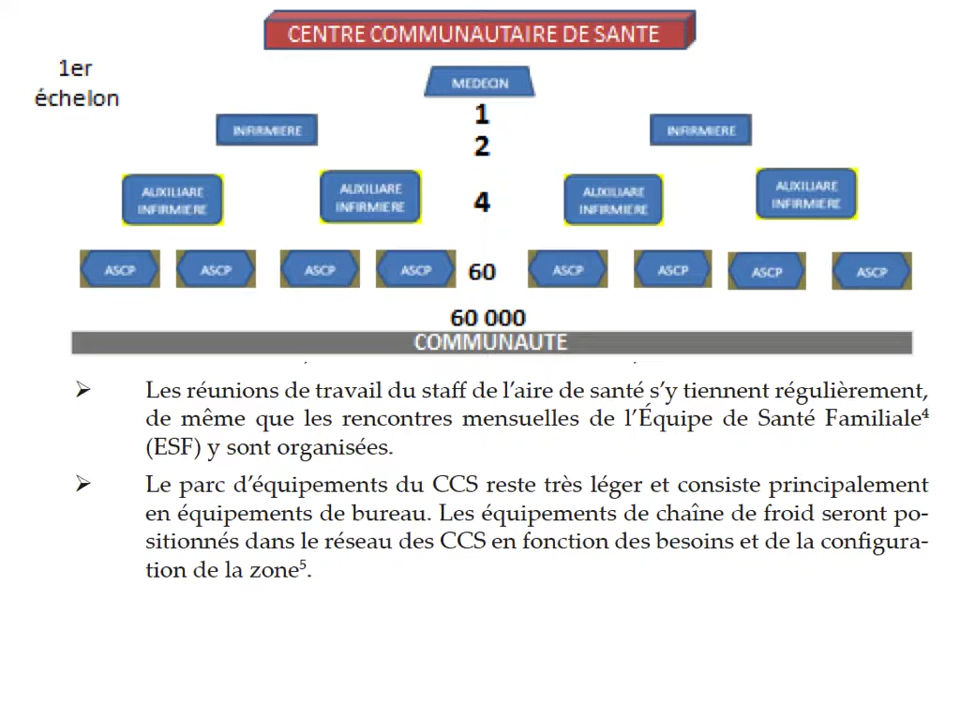 CENTRE COMMUNAUTAIRE DE SANTE
1er
échelon
MEDECIN
1
INFIRMIERE
2
INFIRMIERE
AUXILIARE
INFIRMIERE
AUXILIARE
INFIRMIERE
4
AUXILIARE
INFIRMIERE
AUXILIARE
INFIRMIERE
ASCP
ASCP
ASCP
ASCP
60
ASCP
ASCP
ASCP
ASCP
60 000
COMMUNAUTE
➢ Les réunions de travail du staff de l'aire de santé s'y tiennent régulièrement,
de même que les rencontres mensuelles de l'Équipe de Santé Familiale⁴
(ESF) y sont organisées.
➢ Le parc d'équipements du CCS reste très léger et consiste principalement
en équipements de bureau. Les équipements de chaîne de froid seront po-
sitionnés dans le réseau des CCS en fonction des besoins et de la configura-
tion de la zone⁵.